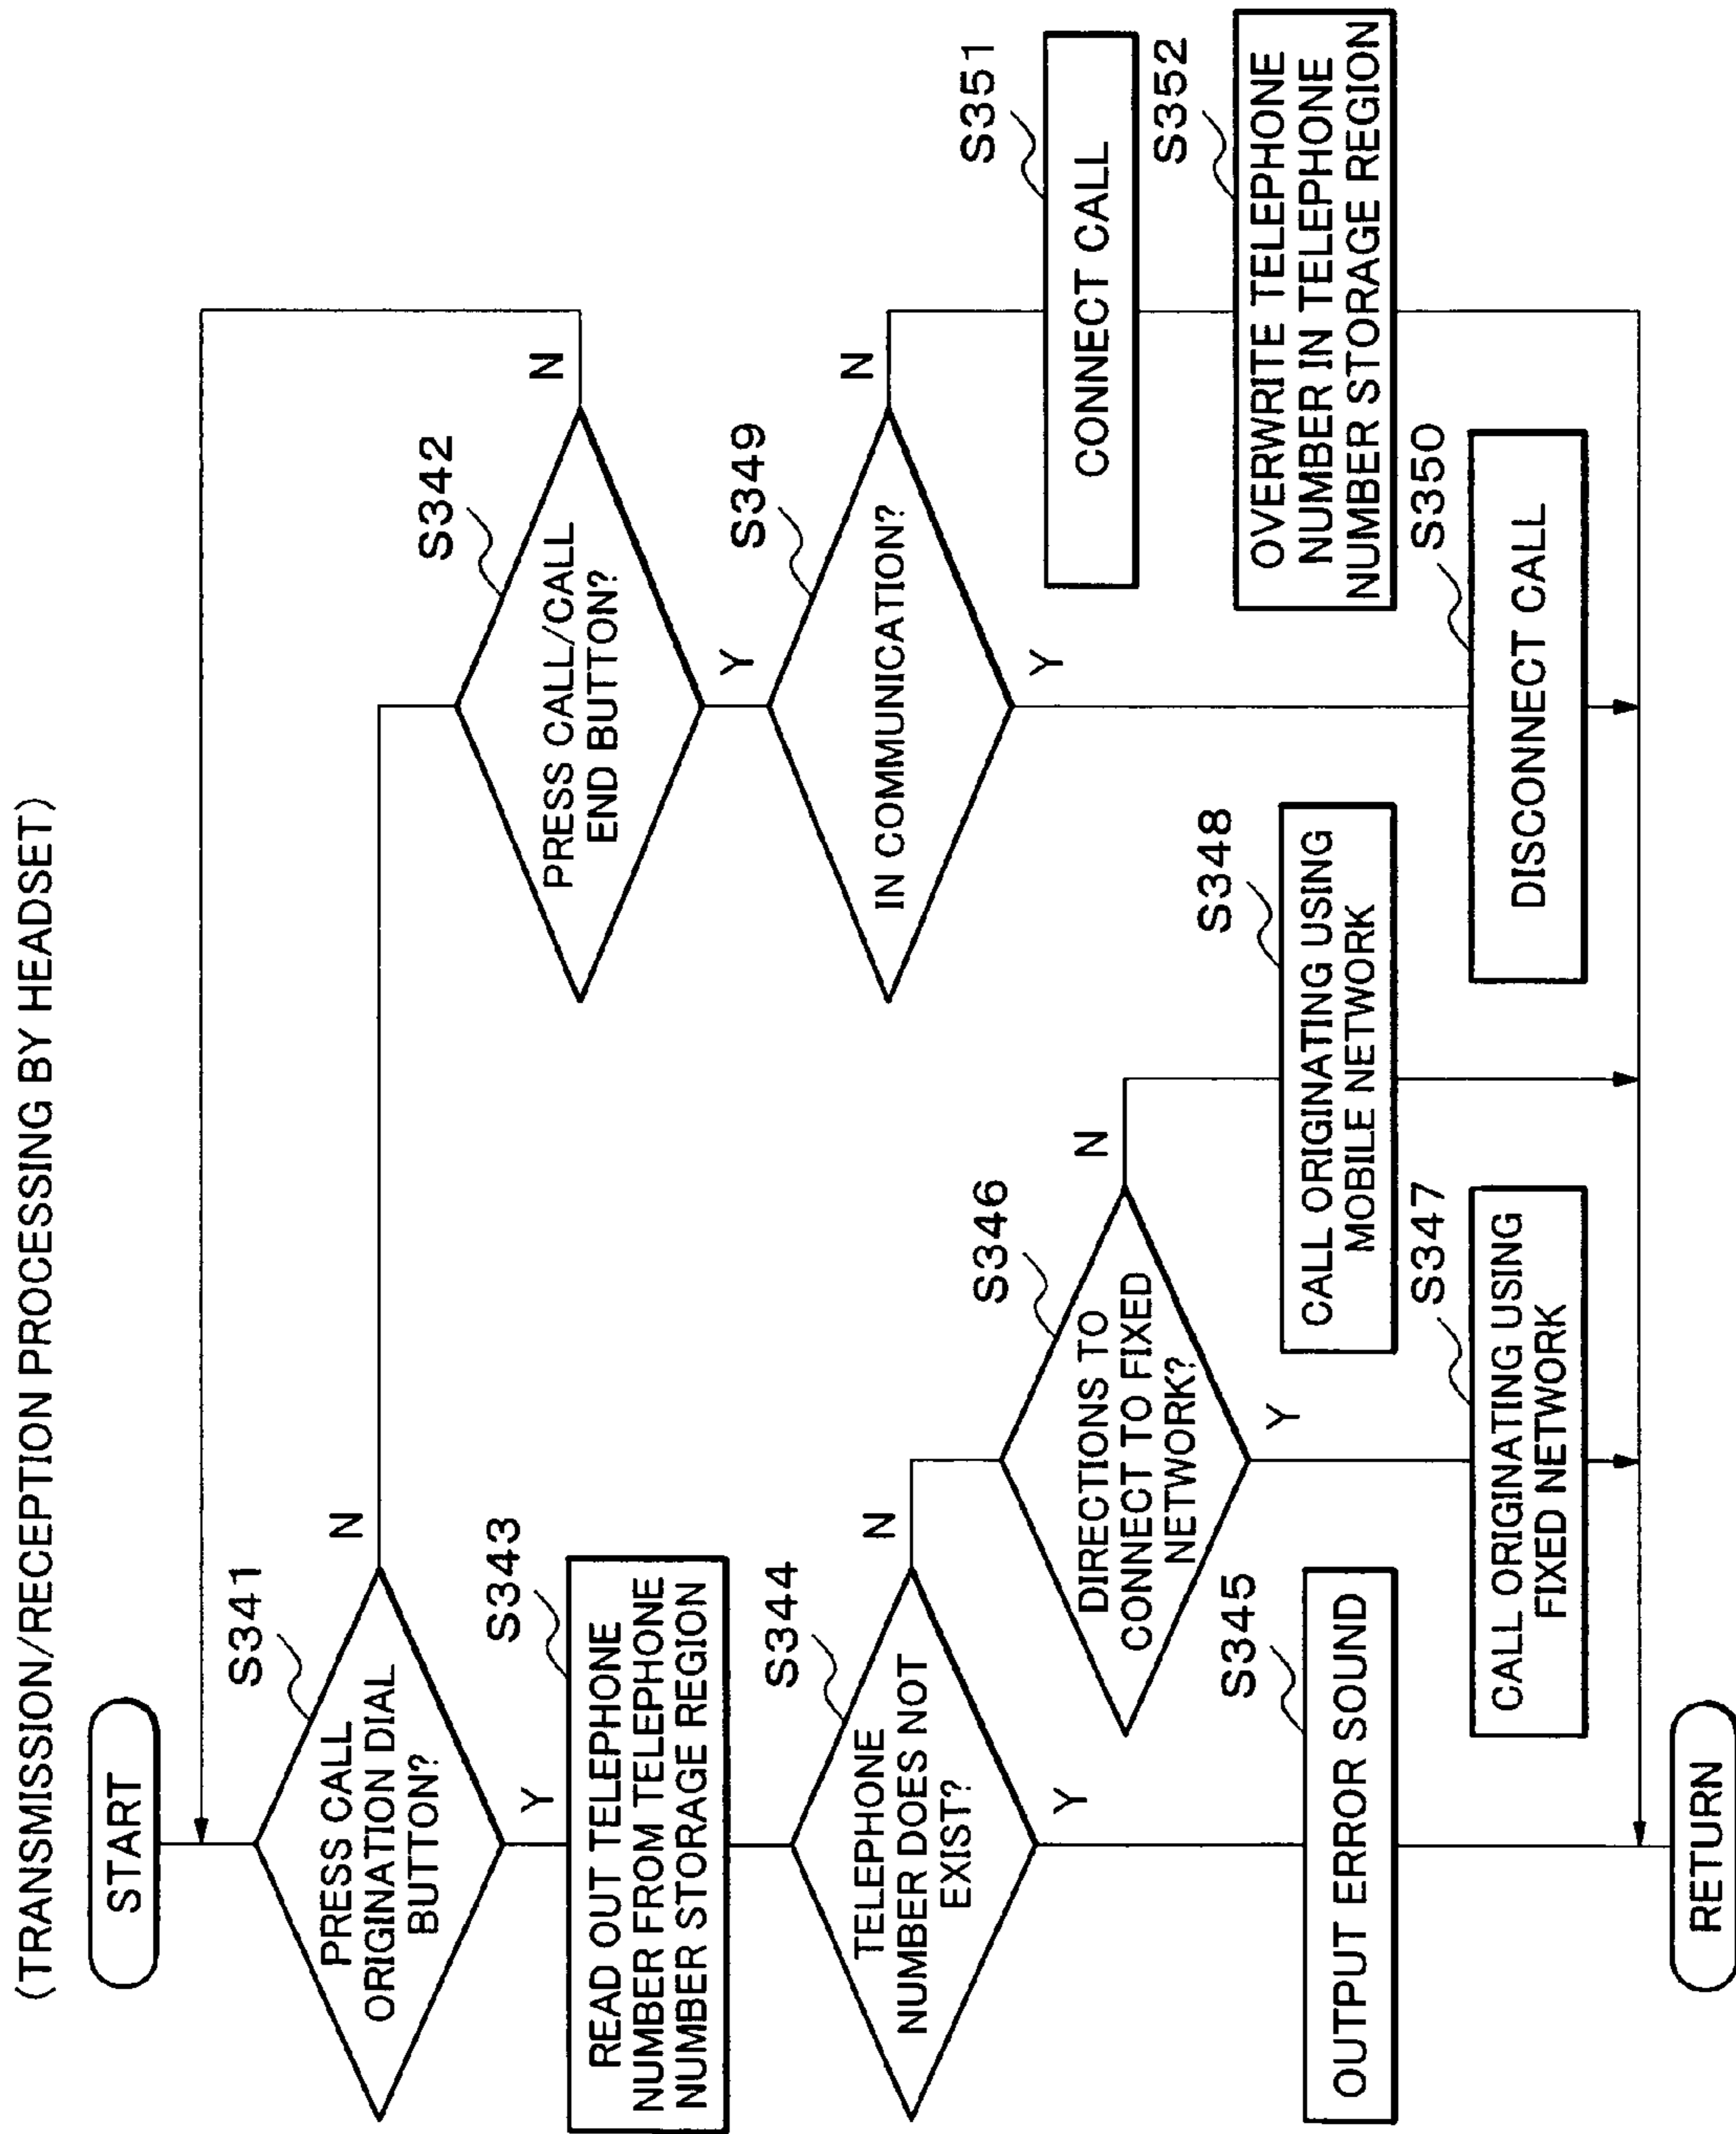 (TRANSMISSION/RECEPTION PROCESSING BY HEADSET)
START
S341
PRESS CALL
ORIGINATION DIAL
BUTTON?
N
Y
S342
PRESS CALL/CALL
END BUTTON?
N
Y
S343
READ OUT TELEPHONE
NUMBER FROM TELEPHONE
NUMBER STORAGE REGION
S344
TELEPHONE
NUMBER DOES NOT
EXIST?
N
Y
S349
IN COMMUNICATION?
N
Y
S346
DIRECTIONS TO
CONNECT TO FIXED
NETWORK?
N
Y
S351
CONNECT CALL
S352
OVERWRITE TELEPHONE
NUMBER IN TELEPHONE
NUMBER STORAGE REGION
S345
OUTPUT ERROR SOUND
S348
CALL ORIGINATING USING
MOBILE NETWORK
S347
CALL ORIGINATING USING
FIXED NETWORK
S350
DISCONNECT CALL
RETURN